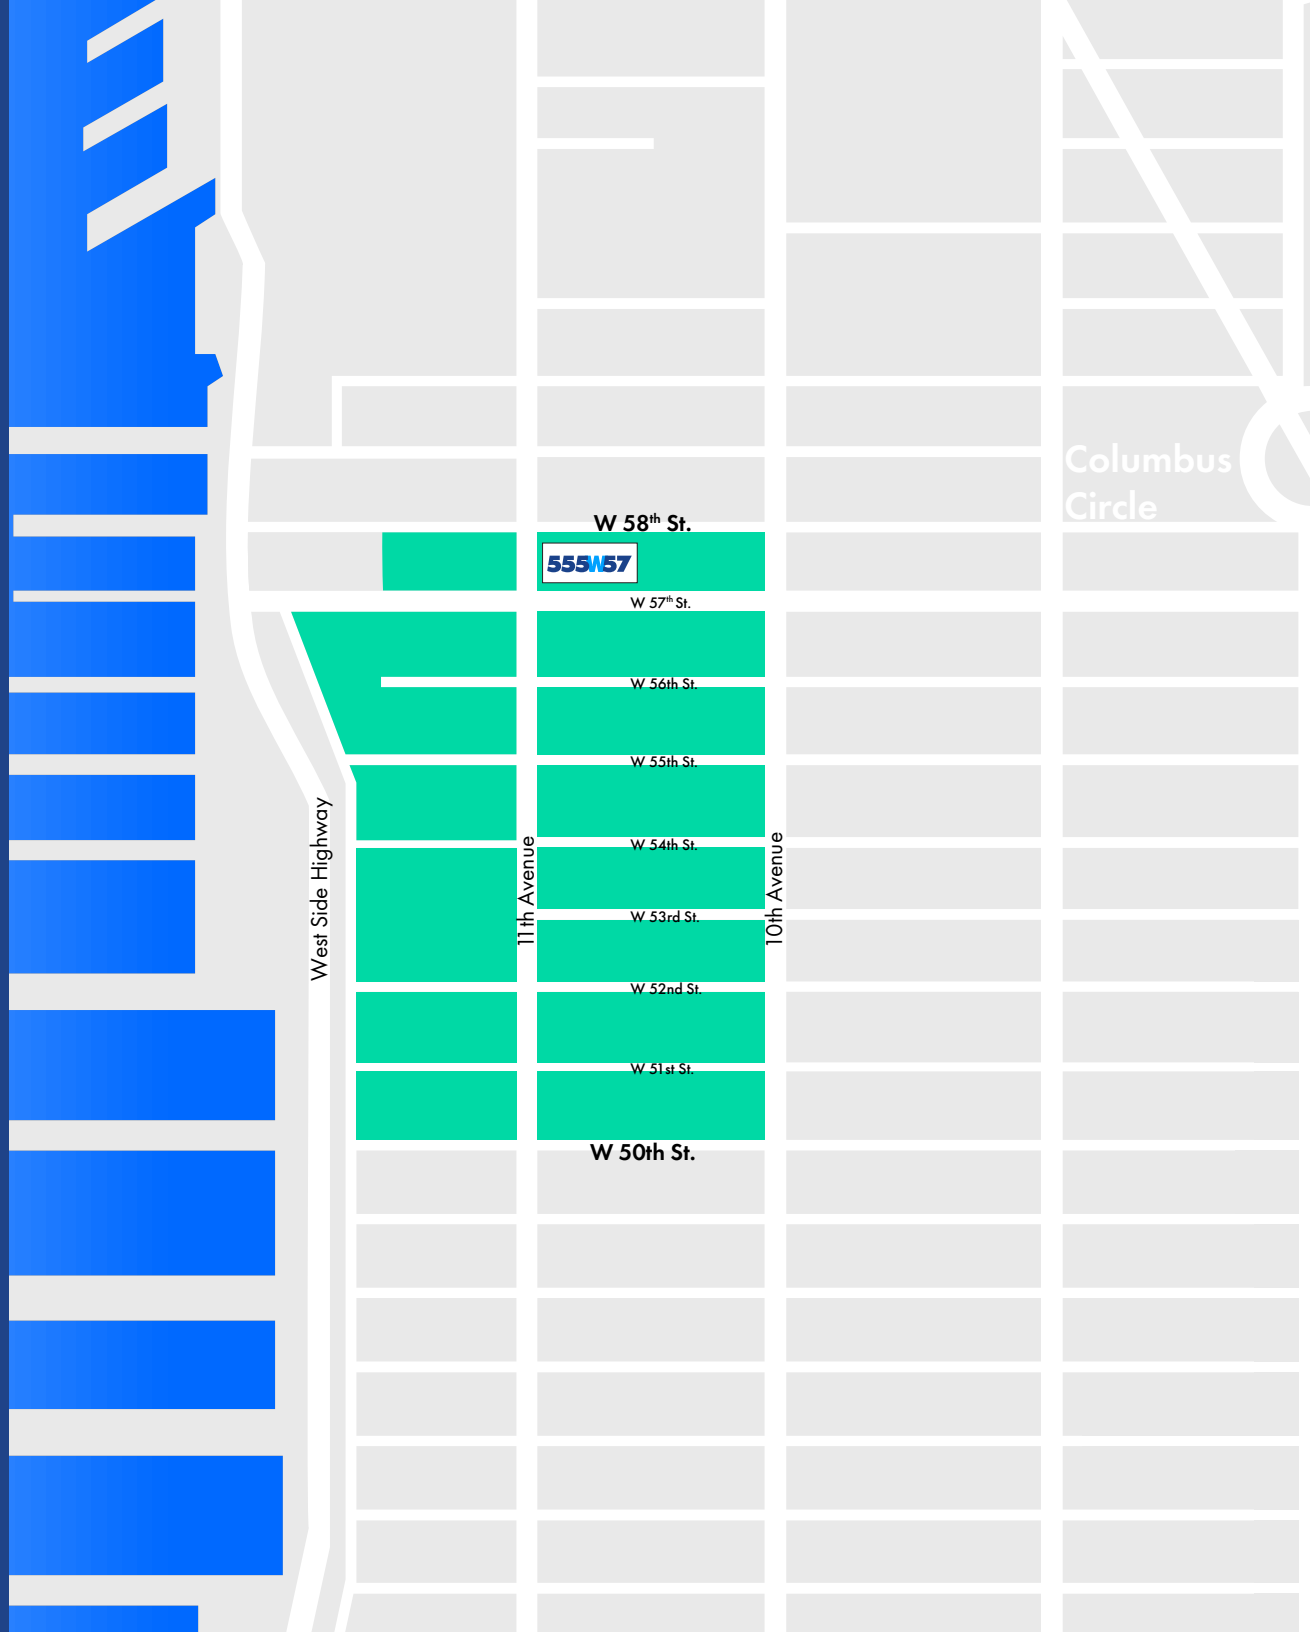 Columbus
Circle
W 58th St.
555W57
W 57th St.
W 56th St.
W 55th St.
West Side Highway
11th Avenue
10th Avenue
W 54th St.
W 53rd St.
W 52nd St.
W 51st St.
W 50th St.